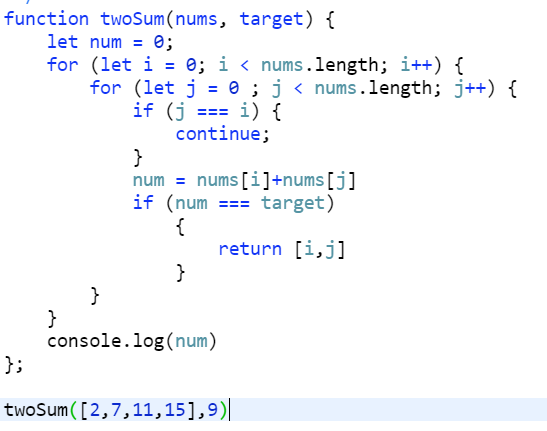 function twoSum(nums, target) {
    let num = 0;
    for (let i = 0; i < nums.length; i++) {
        for (let j = 0 ; j < nums.length; j++) {
            if (j === i) {
                continue;
            }
            num = nums[i]+nums[j]
            if (num === target)
                {
                    return [i,j]
                }
        }
    }
    console.log(num)
};
twoSum([2,7,11,15],9)